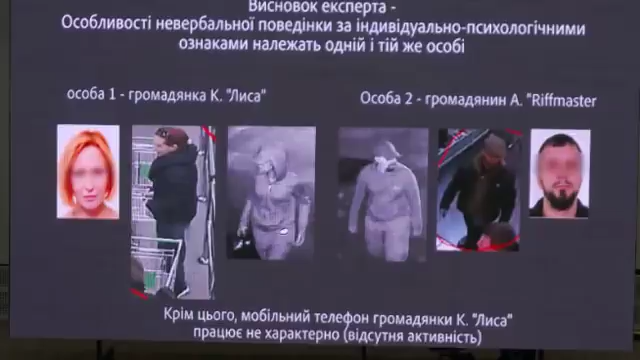 Висновок експерта -
Особливості невербальної поведінки за індивідуально-психологічними
ознаками належать одній і тій же особі
особа 1 - громадянка К. "Лиса"
Особа 2 - громадянин А. "Riffmaster
Крім цього, мобільний телефон громадянки К. "Лиса"
працює не характерно (відсутня активність)